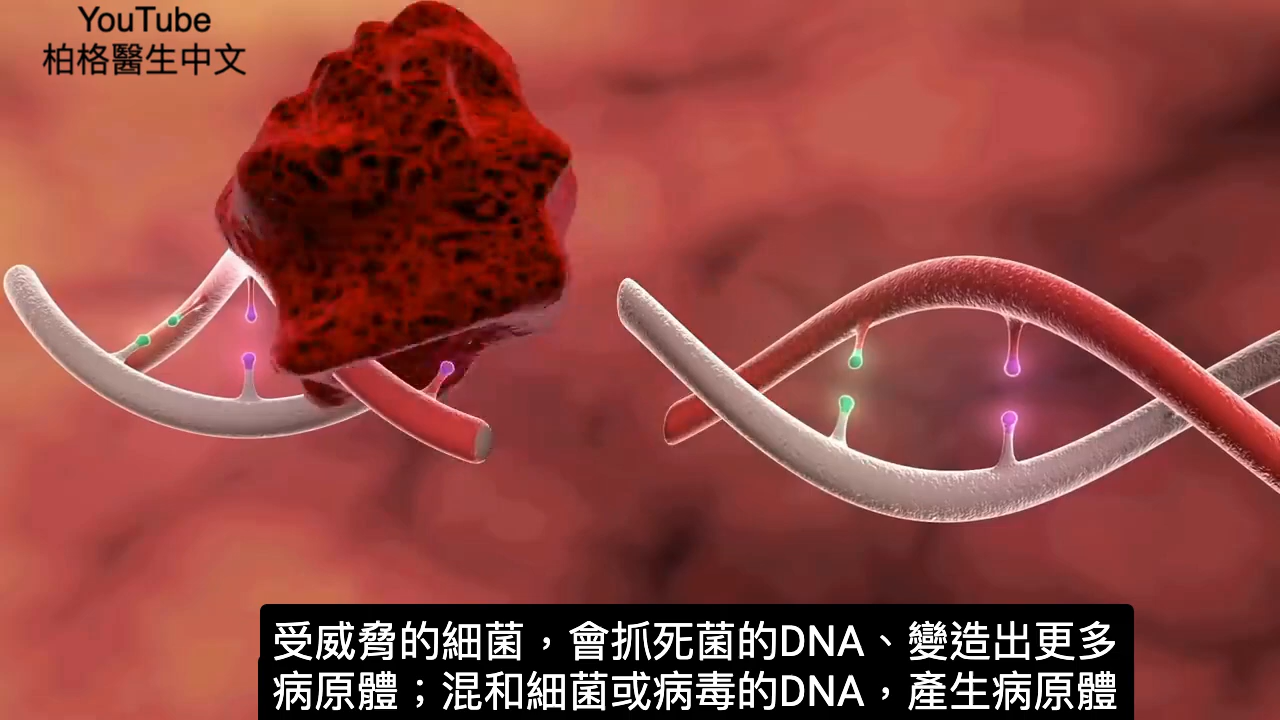 YouTube
柏格醫生中文
受威脅的細菌，會抓死菌的DNA、變造出更多
病原體；混和細菌或病毒的DNA，產生病原體